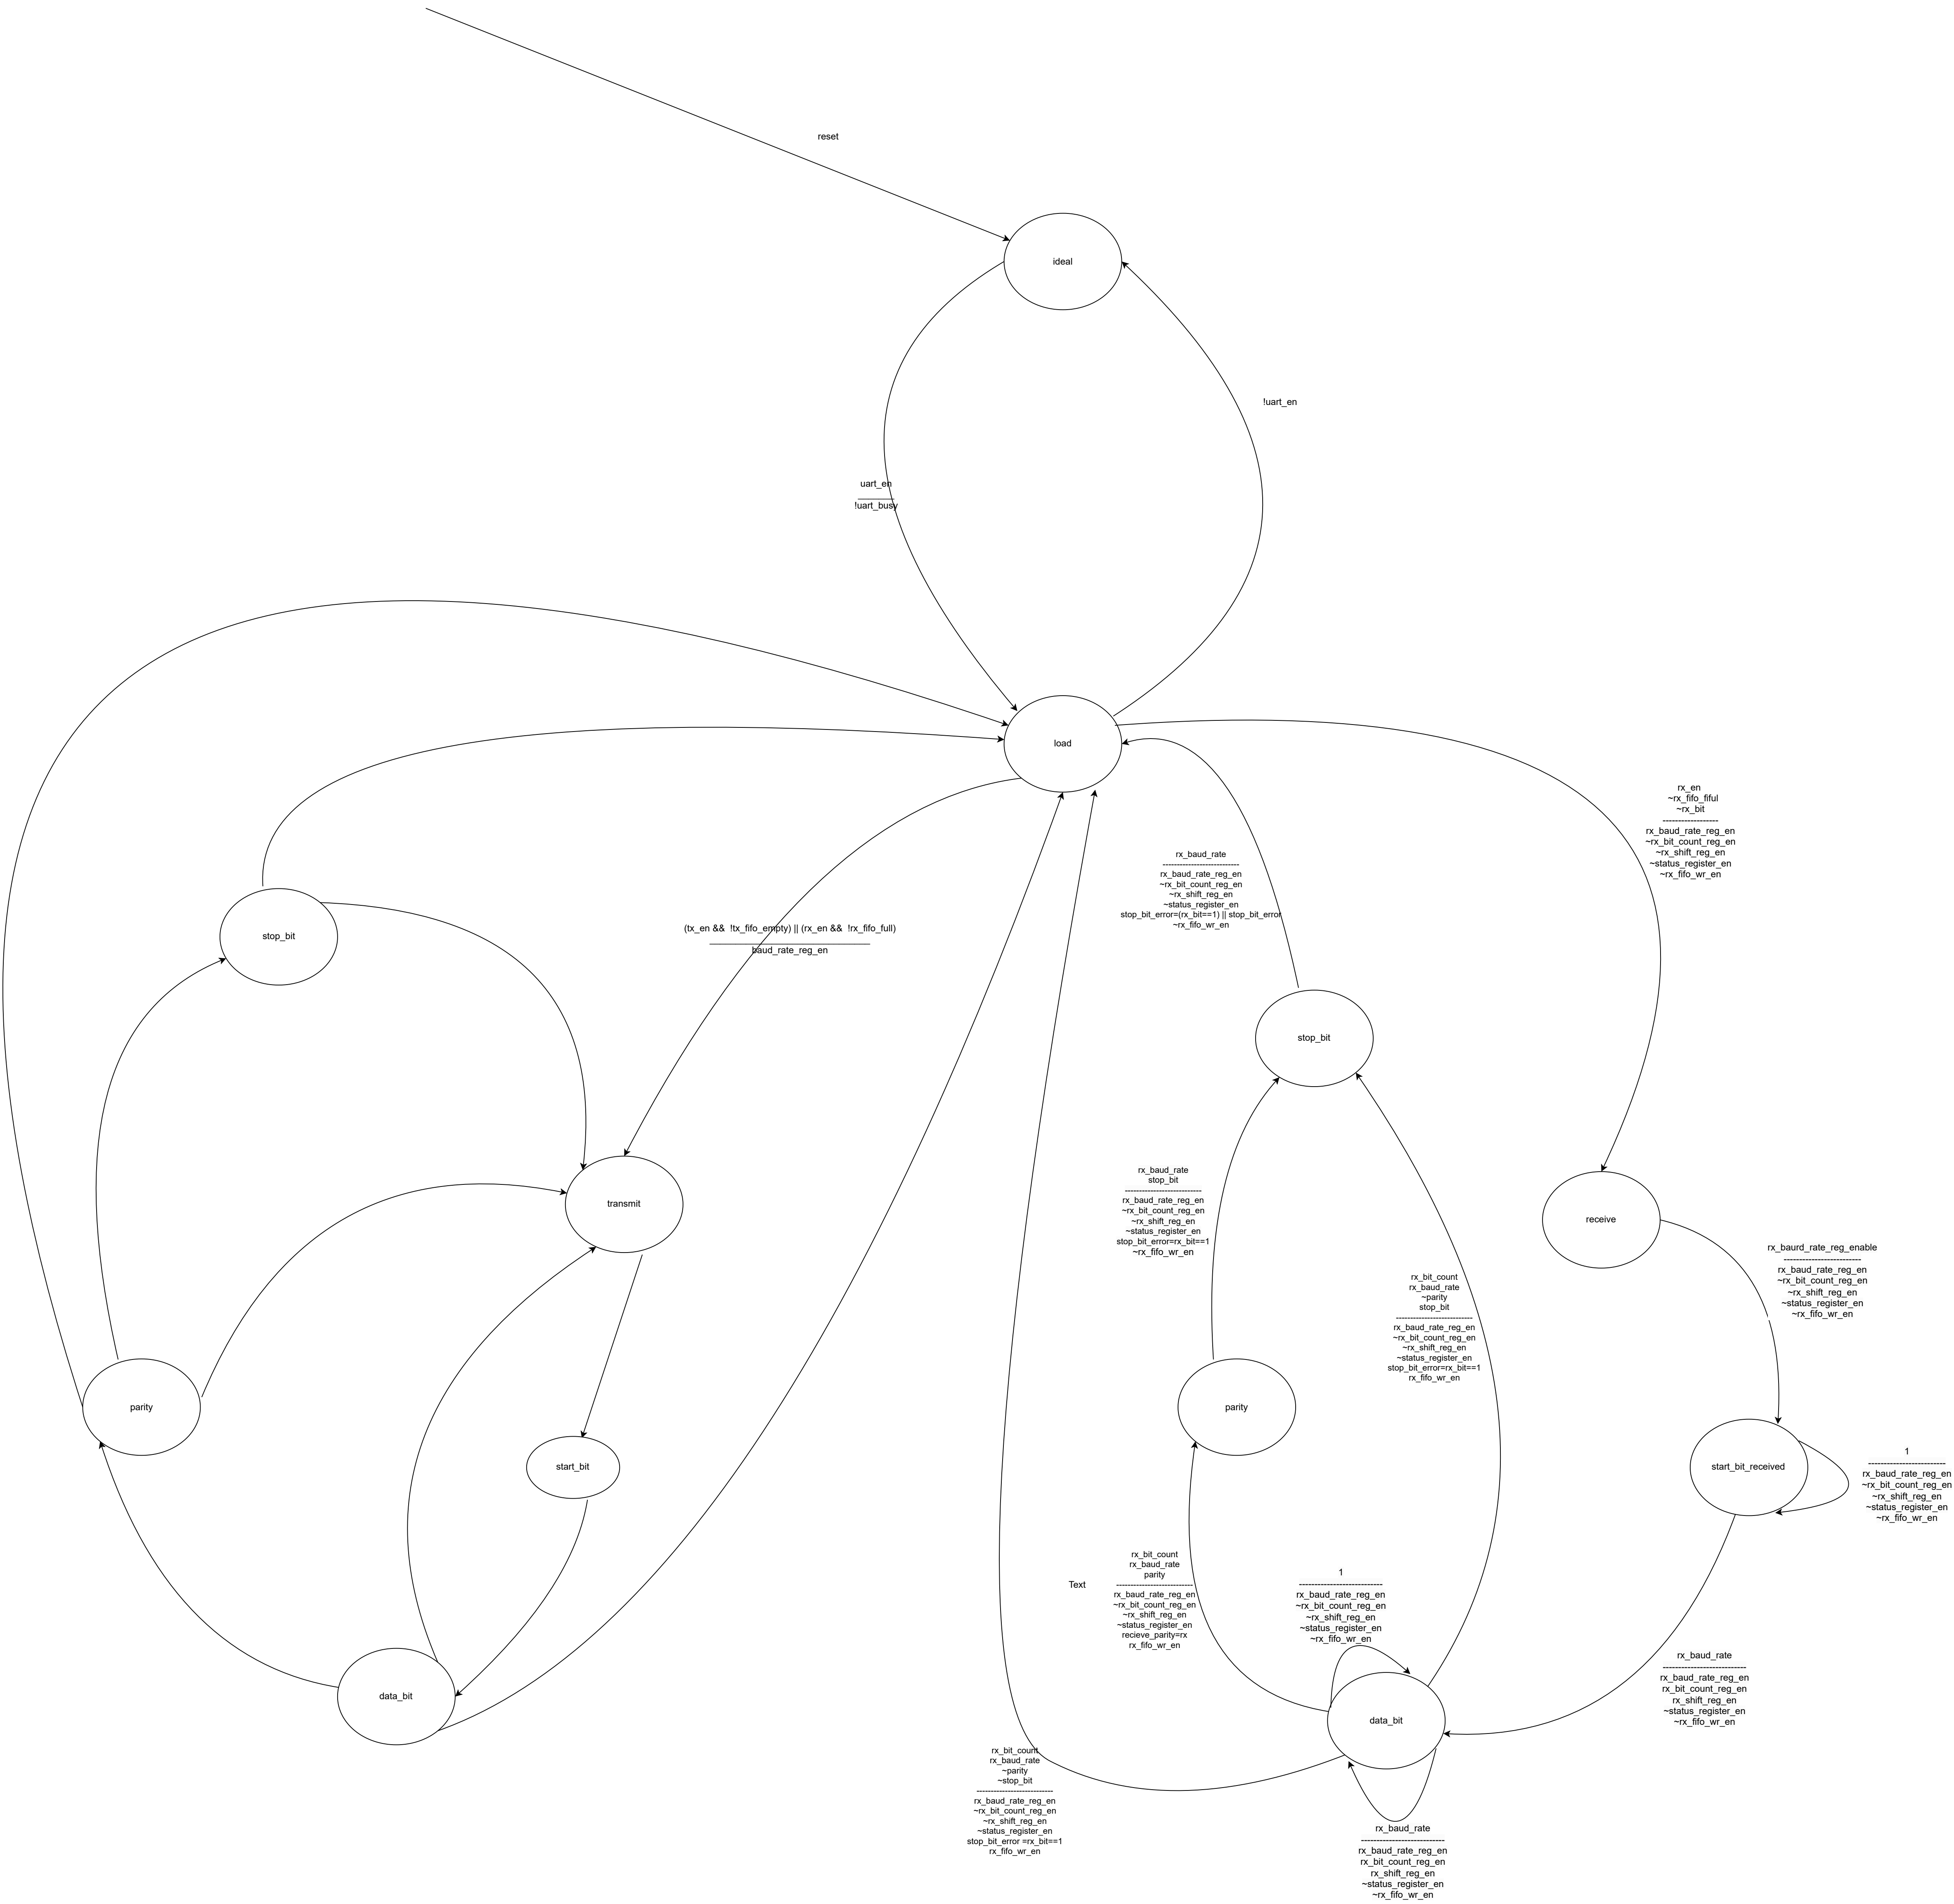 reset
ideal
!uart_en
uart_en
________
!uart_busy
load
rx_en
~rx_fifo_fiful
~rx_bit
------------------
rx_baud_rate_reg_en
~rx_bit_count_reg_en
~rx_shift_reg_en
~status_register_en
~rx_fifo_wr_en
rx_baud_rate
--------------------------
rx_baud_rate_reg_en
~rx_bit_count_reg_en
~rx_shift_reg_en
~status_register_en
stop_bit_error=(rx_bit==1) || stop_bit_error
~rx_fifo_wr_en
stop_bit
(tx_en && !tx_fifo_empty) || (rx_en && !rx_fifo_full)
________________________________
baud_rate_reg_en
stop_bit
transmit
rx_baud_rate
stop_bit
--------------------------
rx_baud_rate_reg_en
~rx_bit_count_reg_en
~rx_shift_reg_en
~status_register_en
stop_bit_error=rx_bit==1
~rx_fifo_wr_en
receive
rx_baurd_rate_reg_enable
-------------------------
rx_baud_rate_reg_en
~rx_bit_count_reg_en
~rx_shift_reg_en
~status_register_en
~rx_fifo_wr_en
rx_bit_count
rx_baud_rate
~parity
stop_bit
--------------------------
rx_baud_rate_reg_en
~rx_bit_count_reg_en
~rx_shift_reg_en
~status_register_en
stop_bit_error=rx_bit==1
rx_fifo_wr_en
parity
parity
start_bit
start_bit_received
1
-------------------------
rx_baud_rate_reg_en
~rx_bit_count_reg_en
~rx_shift_reg_en
~status_register_en
~rx_fifo_wr_en
Text
rx_bit_count
rx_baud_rate
parity
--------------------------
rx_baud_rate_reg_en
~rx_bit_count_reg_en
~rx_shift_reg_en
~status_register_en
recieve_parity=rx
rx_fifo_wr_en
1
---------------------------
rx_baud_rate_reg_en
~rx_bit_count_reg_en
~rx_shift_reg_en
~status_register_en
~rx_fifo_wr_en
rx_baud_rate
---------------------------
rx_baud_rate_reg_en
rx_bit_count_reg_en
rx_shift_reg_en
~status_register_en
~rx_fifo_wr_en
data_bit
data_bit
rx_bit_count
rx_baud_rate
~parity
~stop_bit
--------------------------
rx_baud_rate_reg_en
~rx_bit_count_reg_en
~rx_shift_reg_en
~status_register_en
stop_bit_error =rx_bit==1
rx_fifo_wr_en
rx_baud_rate
---------------------------
rx_baud_rate_reg_en
rx_bit_count_reg_en
rx_shift_reg_en
~status_register_en
~rx_fifo_wr_en